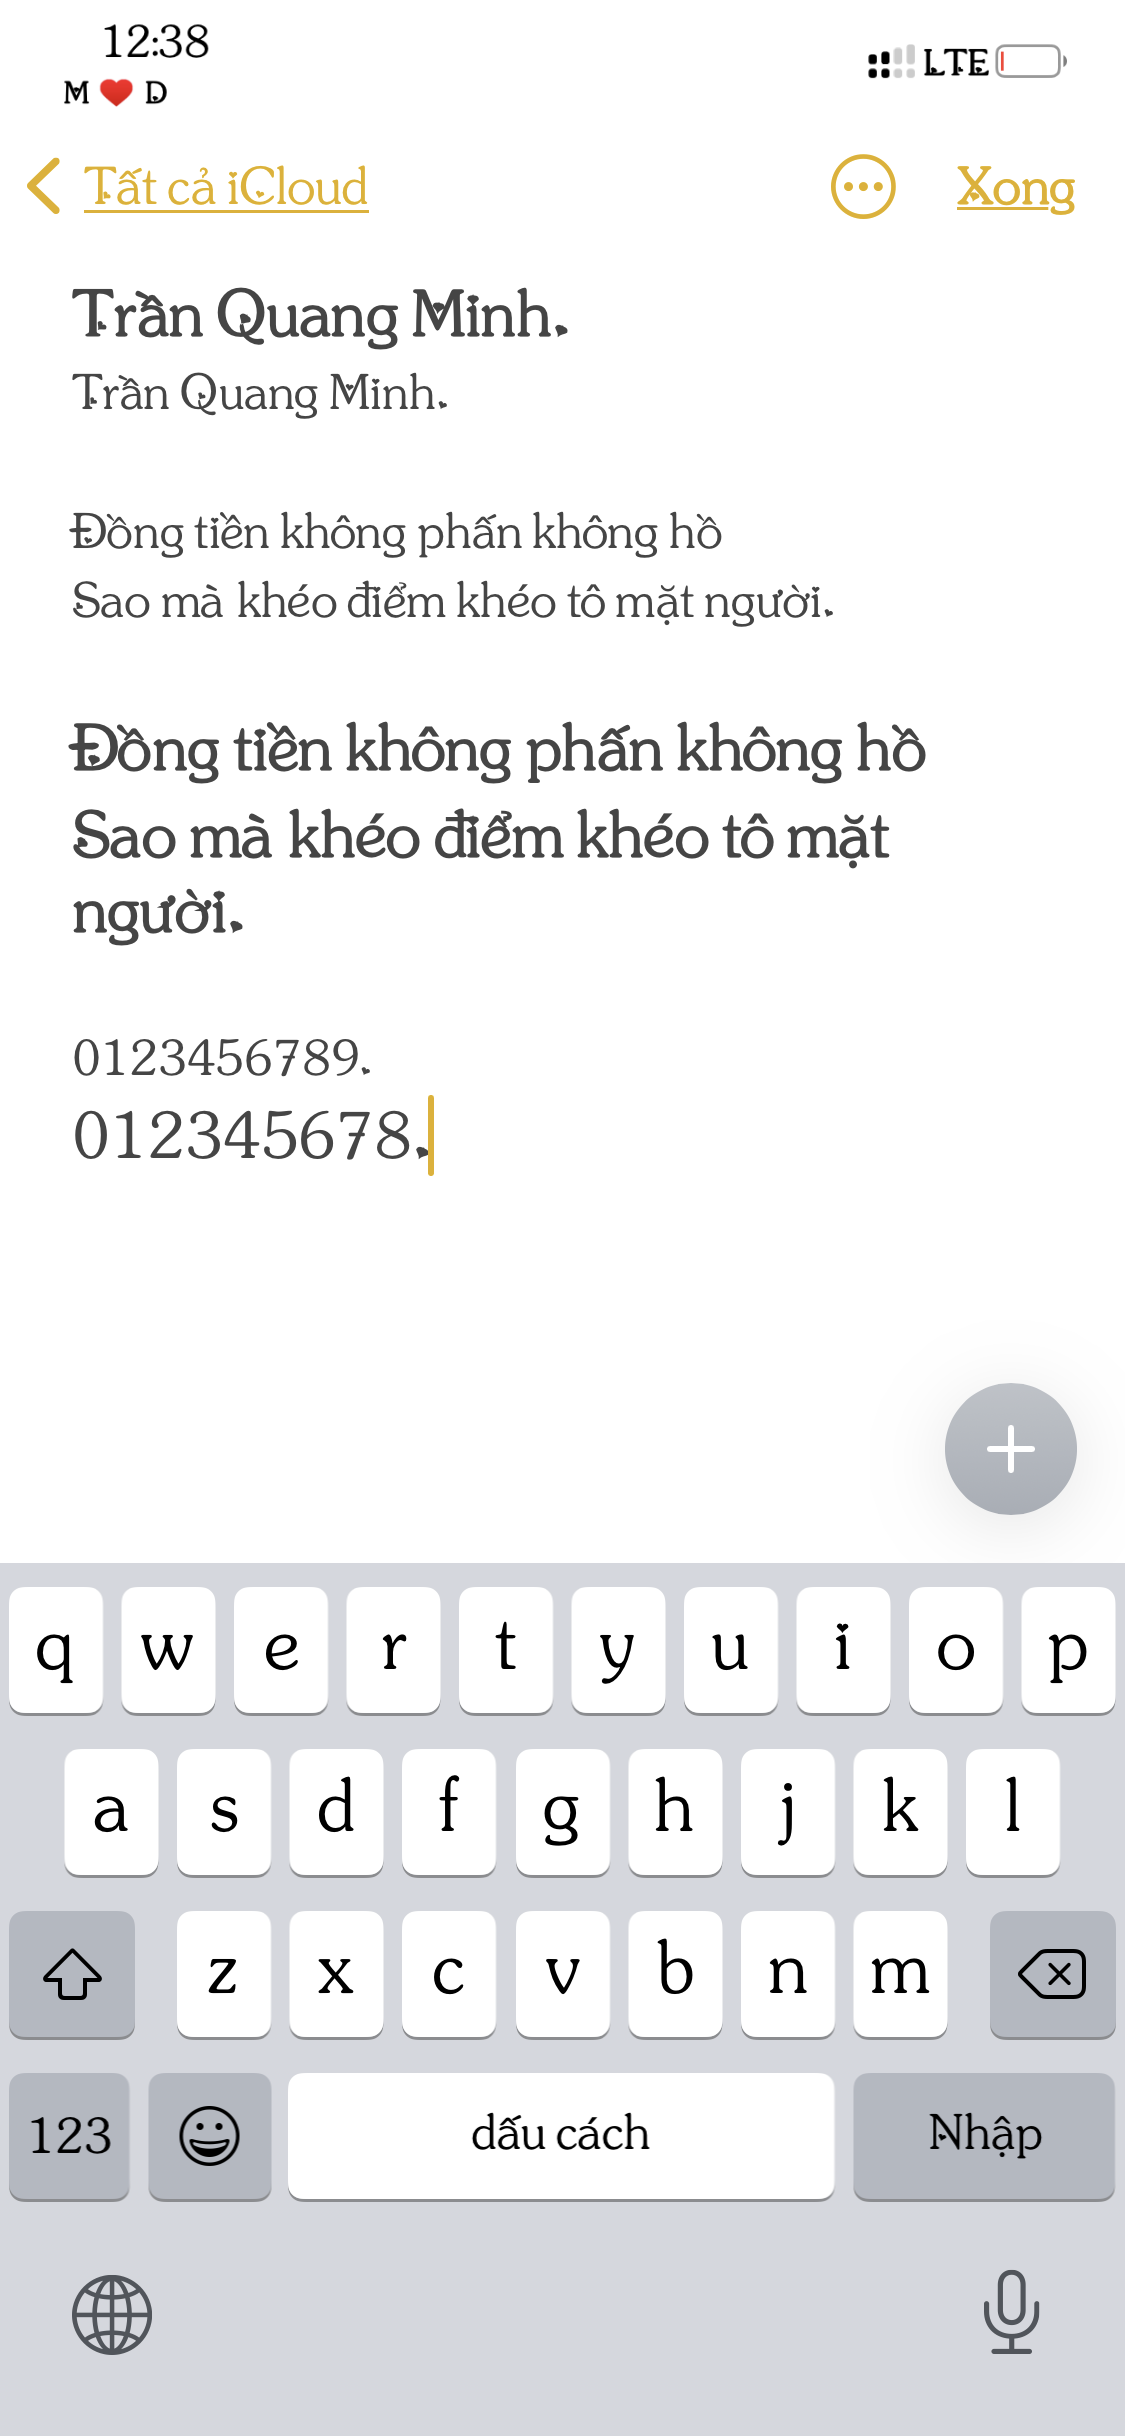 12:38
M ❤️ D
LTE
Tất cả iCloud
Xong
Trần Quang Minh.
Trần Quang Minh.
Đồng tiền không phấn không hồ
Sao mà khéo điểm khéo tô mặt người.
Đồng tiền không phấn không hồ
Sao mà khéo điểm khéo tô mặt
người.
0123456789.
012345678.
q w e r t y u i o p
a s d f g h j k l
z x c v b n m
123
dấu cách
Nhập